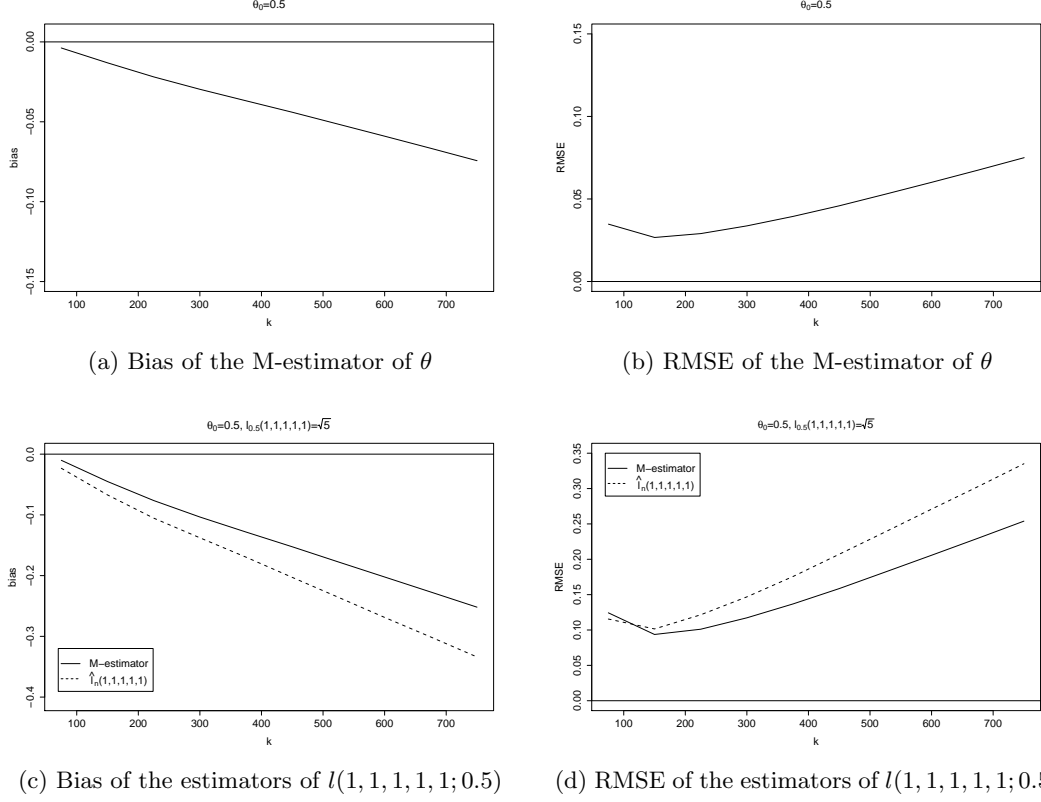 θ0=0.5
0.00
−0.05
−0.10
−0.15
bias
100 200 300 400 500 600 700
k
(a) Bias of the M-estimator of θ
θ0=0.5
0.15
0.10
0.05
0.00
RMSE
100 200 300 400 500 600 700
k
(b) RMSE of the M-estimator of θ
θ0=0.5, l0.5(1,1,1,1,1)=√5
0.0
−0.1
−0.2
−0.3
−0.4
bias
M−estimator
l̂n(1,1,1,1,1)
100 200 300 400 500 600 700
k
(c) Bias of the estimators of l(1, 1, 1, 1, 1; 0.5)
θ0=0.5, l0.5(1,1,1,1,1)=√5
0.35
0.30
0.25
0.20
0.15
0.10
0.05
0.00
RMSE
M−estimator
l̂n(1,1,1,1,1)
100 200 300 400 500 600 700
k
(d) RMSE of the estimators of l(1, 1, 1, 1, 1; 0.5